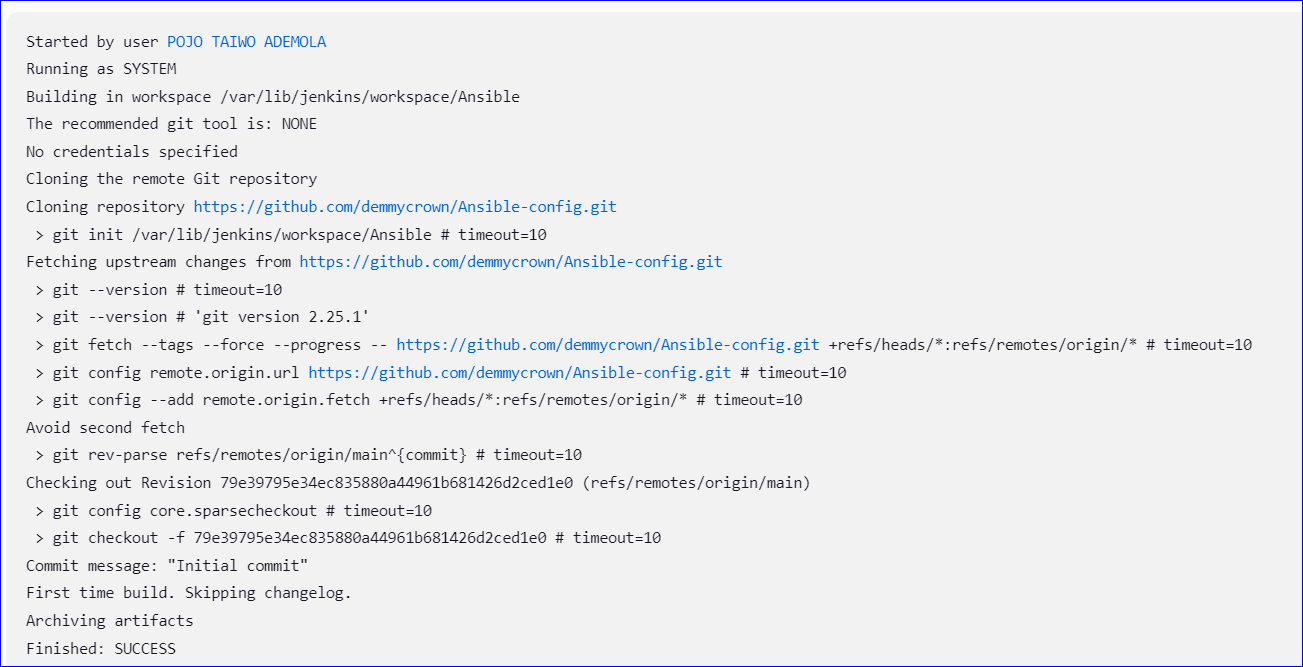 Started by user POJO TAIWO ADEMOLA
Running as SYSTEM
Building in workspace /var/lib/jenkins/workspace/Ansible
The recommended git tool is: NONE
No credentials specified
Cloning the remote Git repository
Cloning repository https://github.com/demmycrown/Ansible-config.git
 > git init /var/lib/jenkins/workspace/Ansible # timeout=10
Fetching upstream changes from https://github.com/demmycrown/Ansible-config.git
 > git --version # timeout=10
 > git --version # 'git version 2.25.1'
 > git fetch --tags --force --progress -- https://github.com/demmycrown/Ansible-config.git +refs/heads/*:refs/remotes/origin/* # timeout=10
 > git config remote.origin.url https://github.com/demmycrown/Ansible-config.git # timeout=10
 > git config --add remote.origin.fetch +refs/heads/*:refs/remotes/origin/* # timeout=10
Avoid second fetch
 > git rev-parse refs/remotes/origin/main^{commit} # timeout=10
Checking out Revision 79e39795e34ec835880a44961b681426d2ced1e0 (refs/remotes/origin/main)
 > git config core.sparsecheckout # timeout=10
 > git checkout -f 79e39795e34ec835880a44961b681426d2ced1e0 # timeout=10
Commit message: "Initial commit"
First time build. Skipping changelog.
Archiving artifacts
Finished: SUCCESS